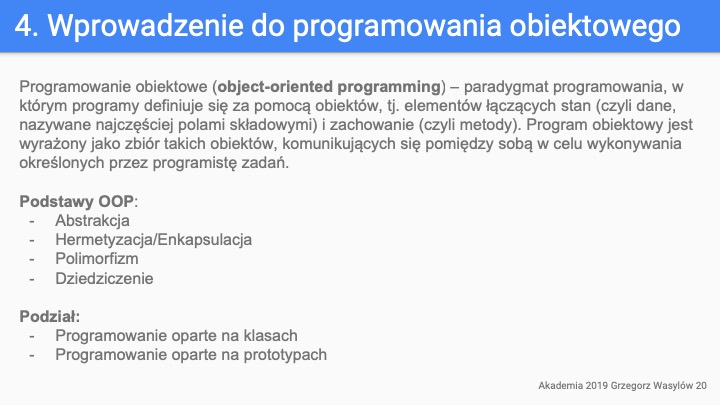 4. Wprowadzenie do programowania obiektowego
Programowanie obiektowe (object-oriented programming) – paradygmat programowania, w
którym programy definiuje się za pomocą obiektów, tj. elementów łączących stan (czyli dane,
nazywane najczęściej polami składowymi) i zachowanie (czyli metody). Program obiektowy jest
wyrażony jako zbiór takich obiektów, komunikujących się pomiędzy sobą w celu wykonywania
określonych przez programistę zadań.
Podstawy OOP:
- Abstrakcja
- Hermetyzacja/Enkapsulacja
- Polimorfizm
- Dziedziczenie
Podział:
- Programowanie oparte na klasach
- Programowanie oparte na prototypach
Akademia 2019 Grzegorz Wasylów 20